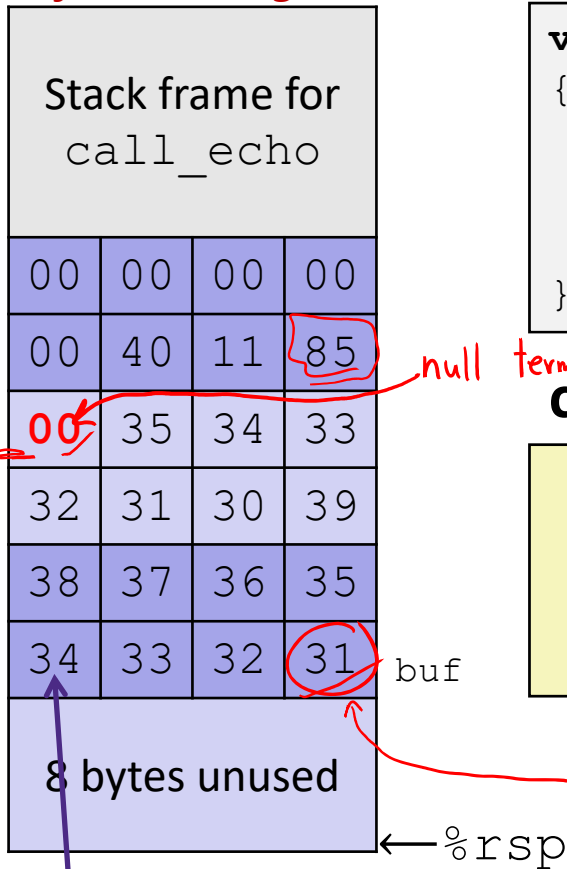 Stack frame for
call_echo
00 00 00 00
00 40 11 85
00 35 34 33
32 31 30 39
38 37 36 35
34 33 32 31 buf
8 bytes unused
←%rsp
v
{
}
null term